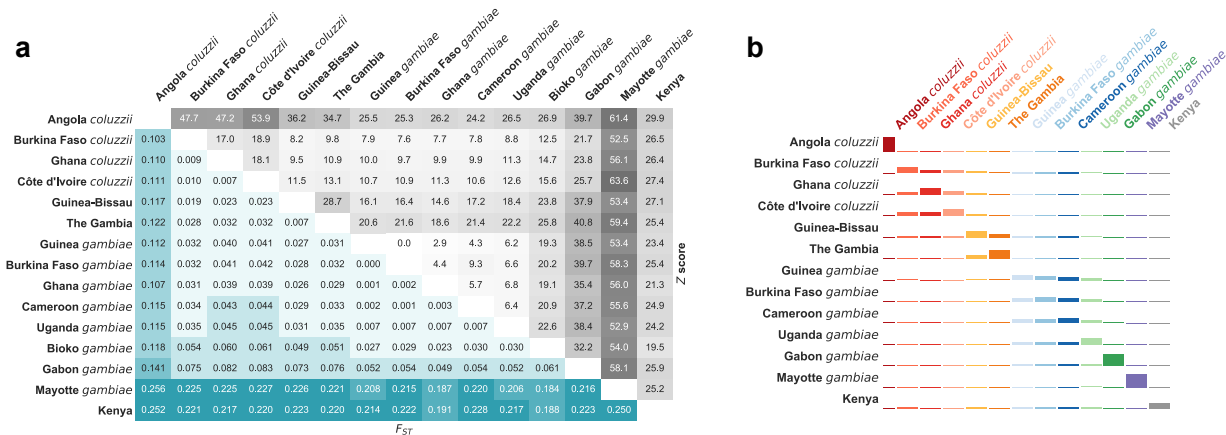 a
Angola coluzzii
Burkina Faso coluzzii
Ghana coluzzii
Côte d'Ivoire coluzzii
Guinea-Bissau
The Gambia
Guinea gambiae
Burkina Faso gambiae
Ghana gambiae
Cameroon gambiae
Uganda gambiae
Bioko gambiae
Gabon gambiae
Mayotte gambiae
Kenya
Angola coluzzii 47.7 47.2 53.9 36.2 34.7 25.5 25.3 26.2 24.2 26.5 26.9 39.7 61.4 29.9
Burkina Faso coluzzii 0.103 17.0 18.9 8.2 9.8 7.9 7.6 7.7 7.8 8.8 12.5 21.7 52.5 26.5
Ghana coluzzii 0.110 0.009 18.1 9.5 10.9 10.0 9.7 9.9 9.9 11.3 14.7 23.8 56.1 26.4
Côte d'Ivoire coluzzii 0.111 0.010 0.007 11.5 13.1 10.7 10.9 11.3 10.6 12.6 15.6 25.7 63.6 27.4
Guinea-Bissau 0.117 0.019 0.023 0.023 28.7 16.1 16.4 14.6 17.2 18.4 23.8 37.9 53.4 27.1
The Gambia 0.122 0.028 0.032 0.032 0.007 20.6 21.6 18.6 21.4 22.2 25.8 40.8 59.4 25.4
Guinea gambiae 0.112 0.032 0.040 0.041 0.027 0.031 0.0 2.9 4.3 6.2 19.3 38.5 53.4 23.4
Burkina Faso gambiae 0.114 0.032 0.041 0.042 0.028 0.032 0.000 4.4 9.3 6.6 20.2 39.7 58.3 25.4
Ghana gambiae 0.107 0.031 0.039 0.039 0.026 0.029 0.001 0.002 5.7 6.8 19.1 35.4 56.0 21.3
Cameroon gambiae 0.115 0.034 0.043 0.044 0.029 0.033 0.002 0.001 0.003 6.4 20.9 37.2 55.6 24.9
Uganda gambiae 0.115 0.035 0.045 0.045 0.031 0.035 0.007 0.007 0.007 0.007 22.6 38.4 52.9 24.2
Bioko gambiae 0.118 0.054 0.060 0.061 0.049 0.051 0.027 0.029 0.023 0.030 0.030 32.2 54.0 19.5
Gabon gambiae 0.141 0.075 0.082 0.083 0.073 0.076 0.052 0.054 0.049 0.054 0.052 0.061 58.1 25.9
Mayotte gambiae 0.256 0.225 0.225 0.227 0.226 0.221 0.208 0.215 0.187 0.220 0.206 0.184 0.216 25.2
Kenya 0.252 0.221 0.217 0.220 0.223 0.220 0.214 0.222 0.191 0.228 0.217 0.188 0.223 0.250
FST
Z score
b
Angola coluzzii
Burkina Faso coluzzii
Ghana coluzzii
Côte d'Ivoire coluzzii
Guinea-Bissau
The Gambia
Guinea gambiae
Burkina Faso gambiae
Cameroon gambiae
Uganda gambiae
Gabon gambiae
Mayotte gambiae
Kenya
Angola coluzzii
Burkina Faso coluzzii
Ghana coluzzii
Côte d'Ivoire coluzzii
Guinea-Bissau
The Gambia
Guinea gambiae
Burkina Faso gambiae
Cameroon gambiae
Uganda gambiae
Gabon gambiae
Mayotte gambiae
Kenya